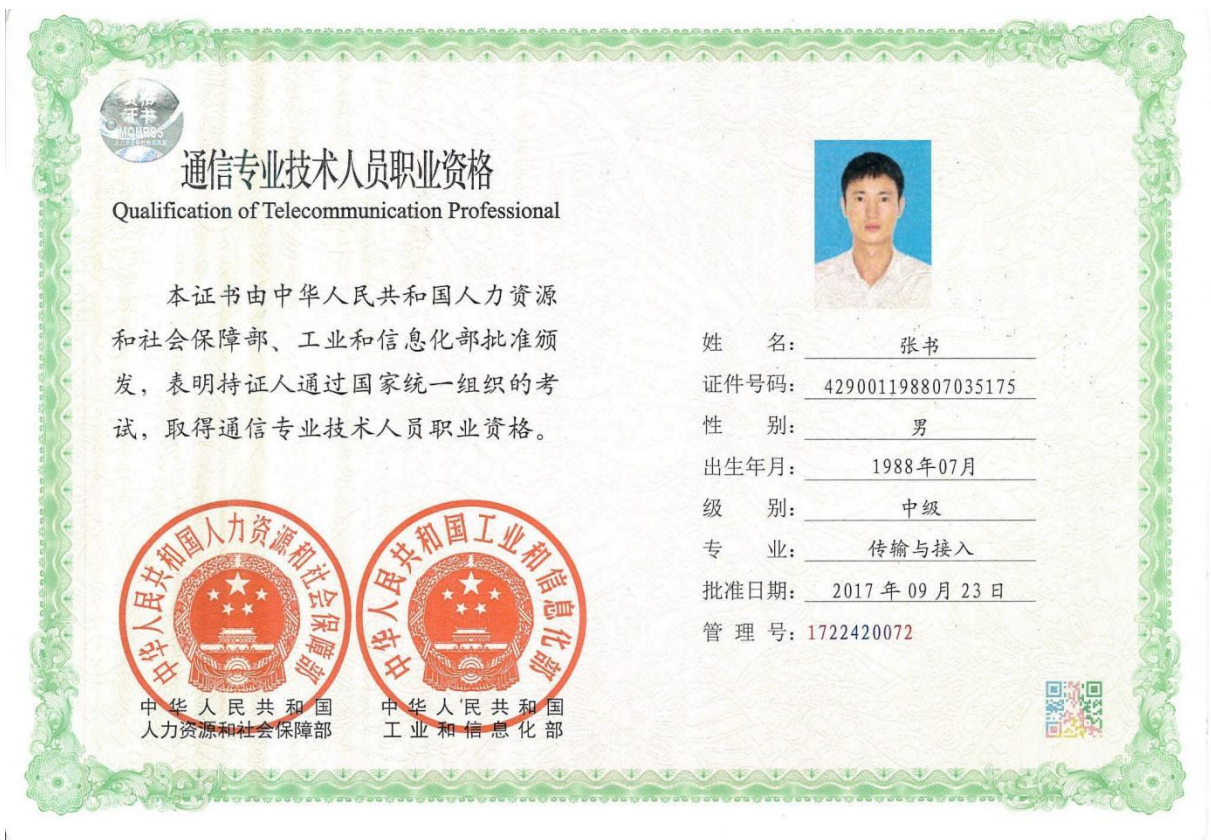 资格
证书
MOHRSS
通信专业技术人员职业资格
Qualification of Telecommunication Professional
本证书由中华人民共和国人力资源
和社会保障部、工业和信息化部批准颁
发，表明持证人通过国家统一组织的考
试，取得通信专业技术人员职业资格。
中华人民共和国人力资源和社会保障部
中华人民共和国工业和信息化部
中华人民共和国
人力资源和社会保障部
中华人民共和国
工业和信息化部
姓 名：张书
证件号码：429001198807035175
性 别：男
出生年月：1988年07月
级 别：中级
专 业：传输与接入
批准日期：2017年09月23日
管 理 号：1722420072